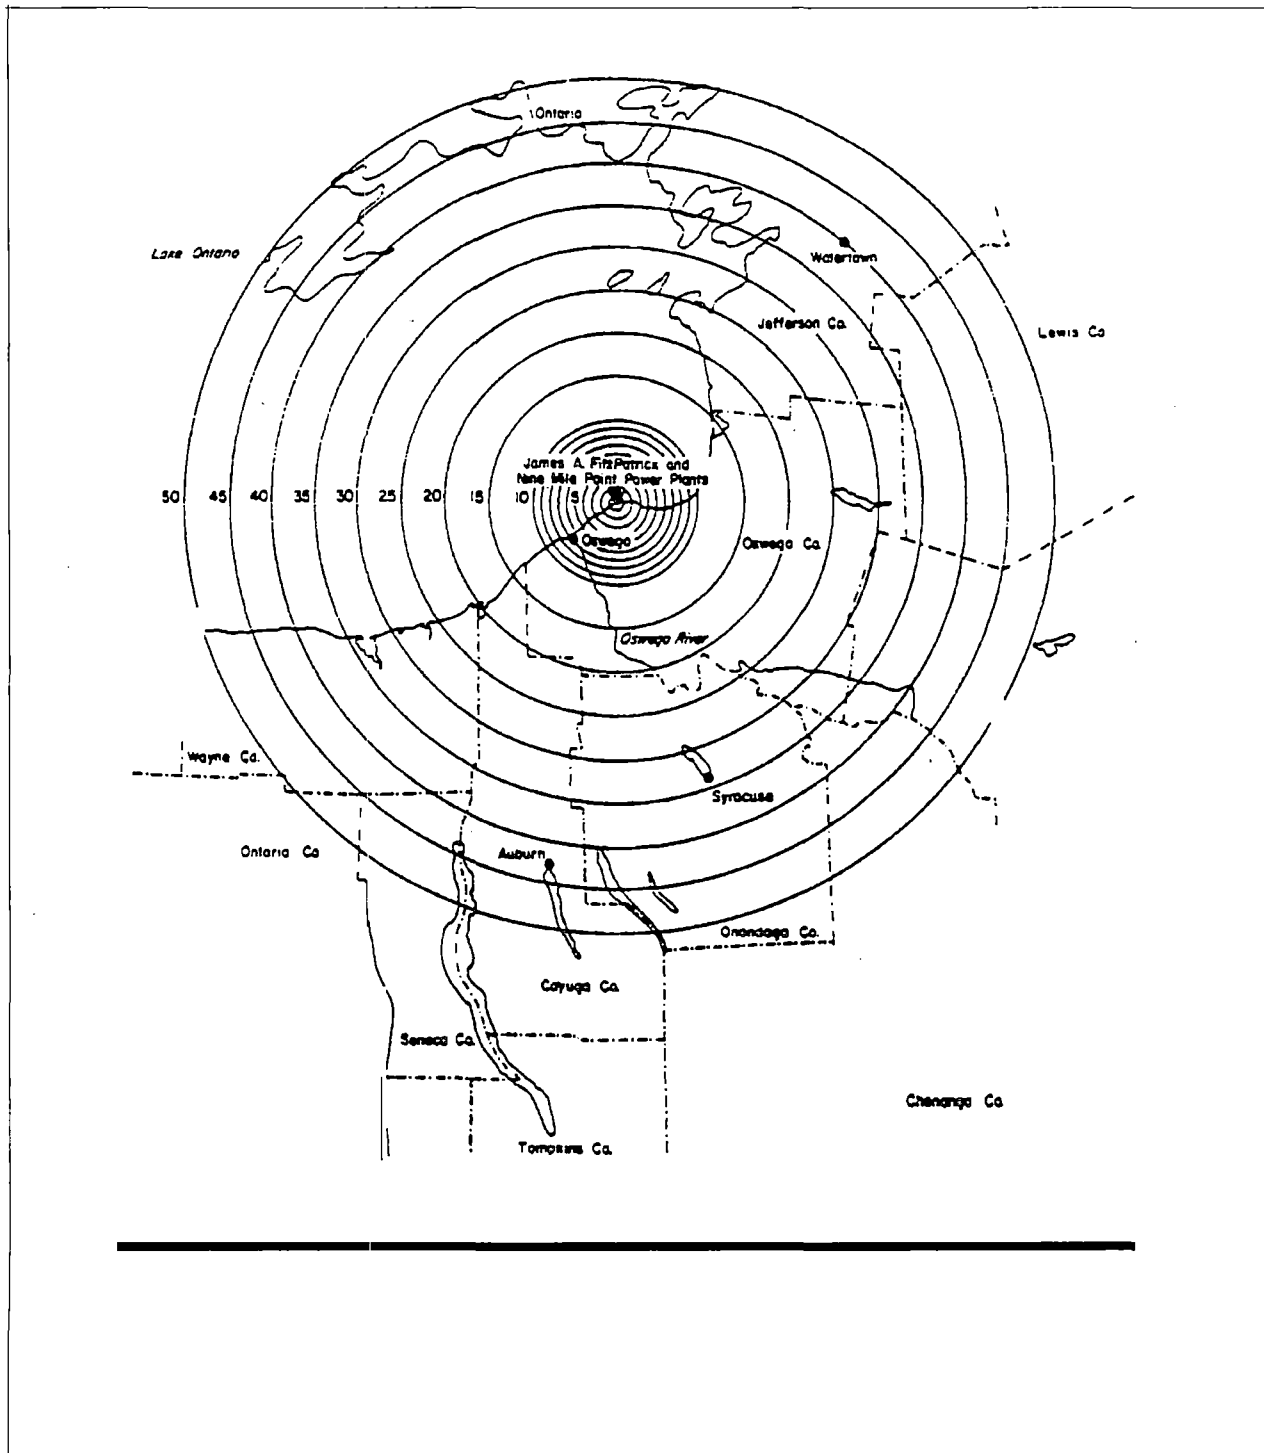 Ontario
Lake Ontario
Watertown
Jefferson Co.
Lewis Co
James A. FitzPatrick and
Nine Mile Point Power Plants
50 45 40 35 30 25 20 15 10 5
Oswego
Oswego Co.
Oswego River
Wayne Co.
Syracuse
Ontario Co
Auburn
Onondaga Co.
Cayuga Co.
Seneca Co.
Chenango Co
Tompkins Co.